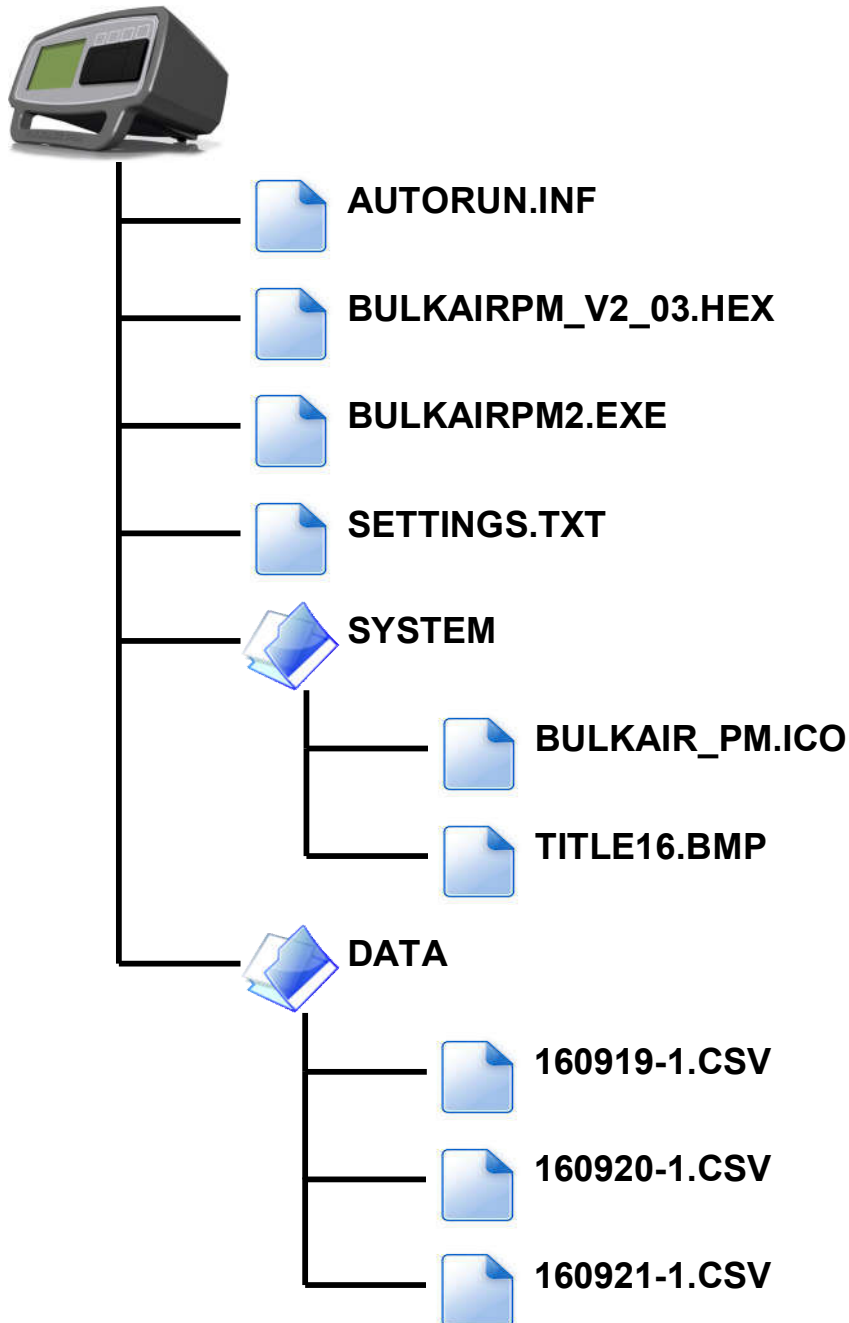 AUTORUN.INF
BULKAIRPM_V2_03.HEX
BULKAIRPM2.EXE
SETTINGS.TXT
SYSTEM
BULKAIR_PM.ICO
TITLE16.BMP
DATA
160919-1.CSV
160920-1.CSV
160921-1.CSV